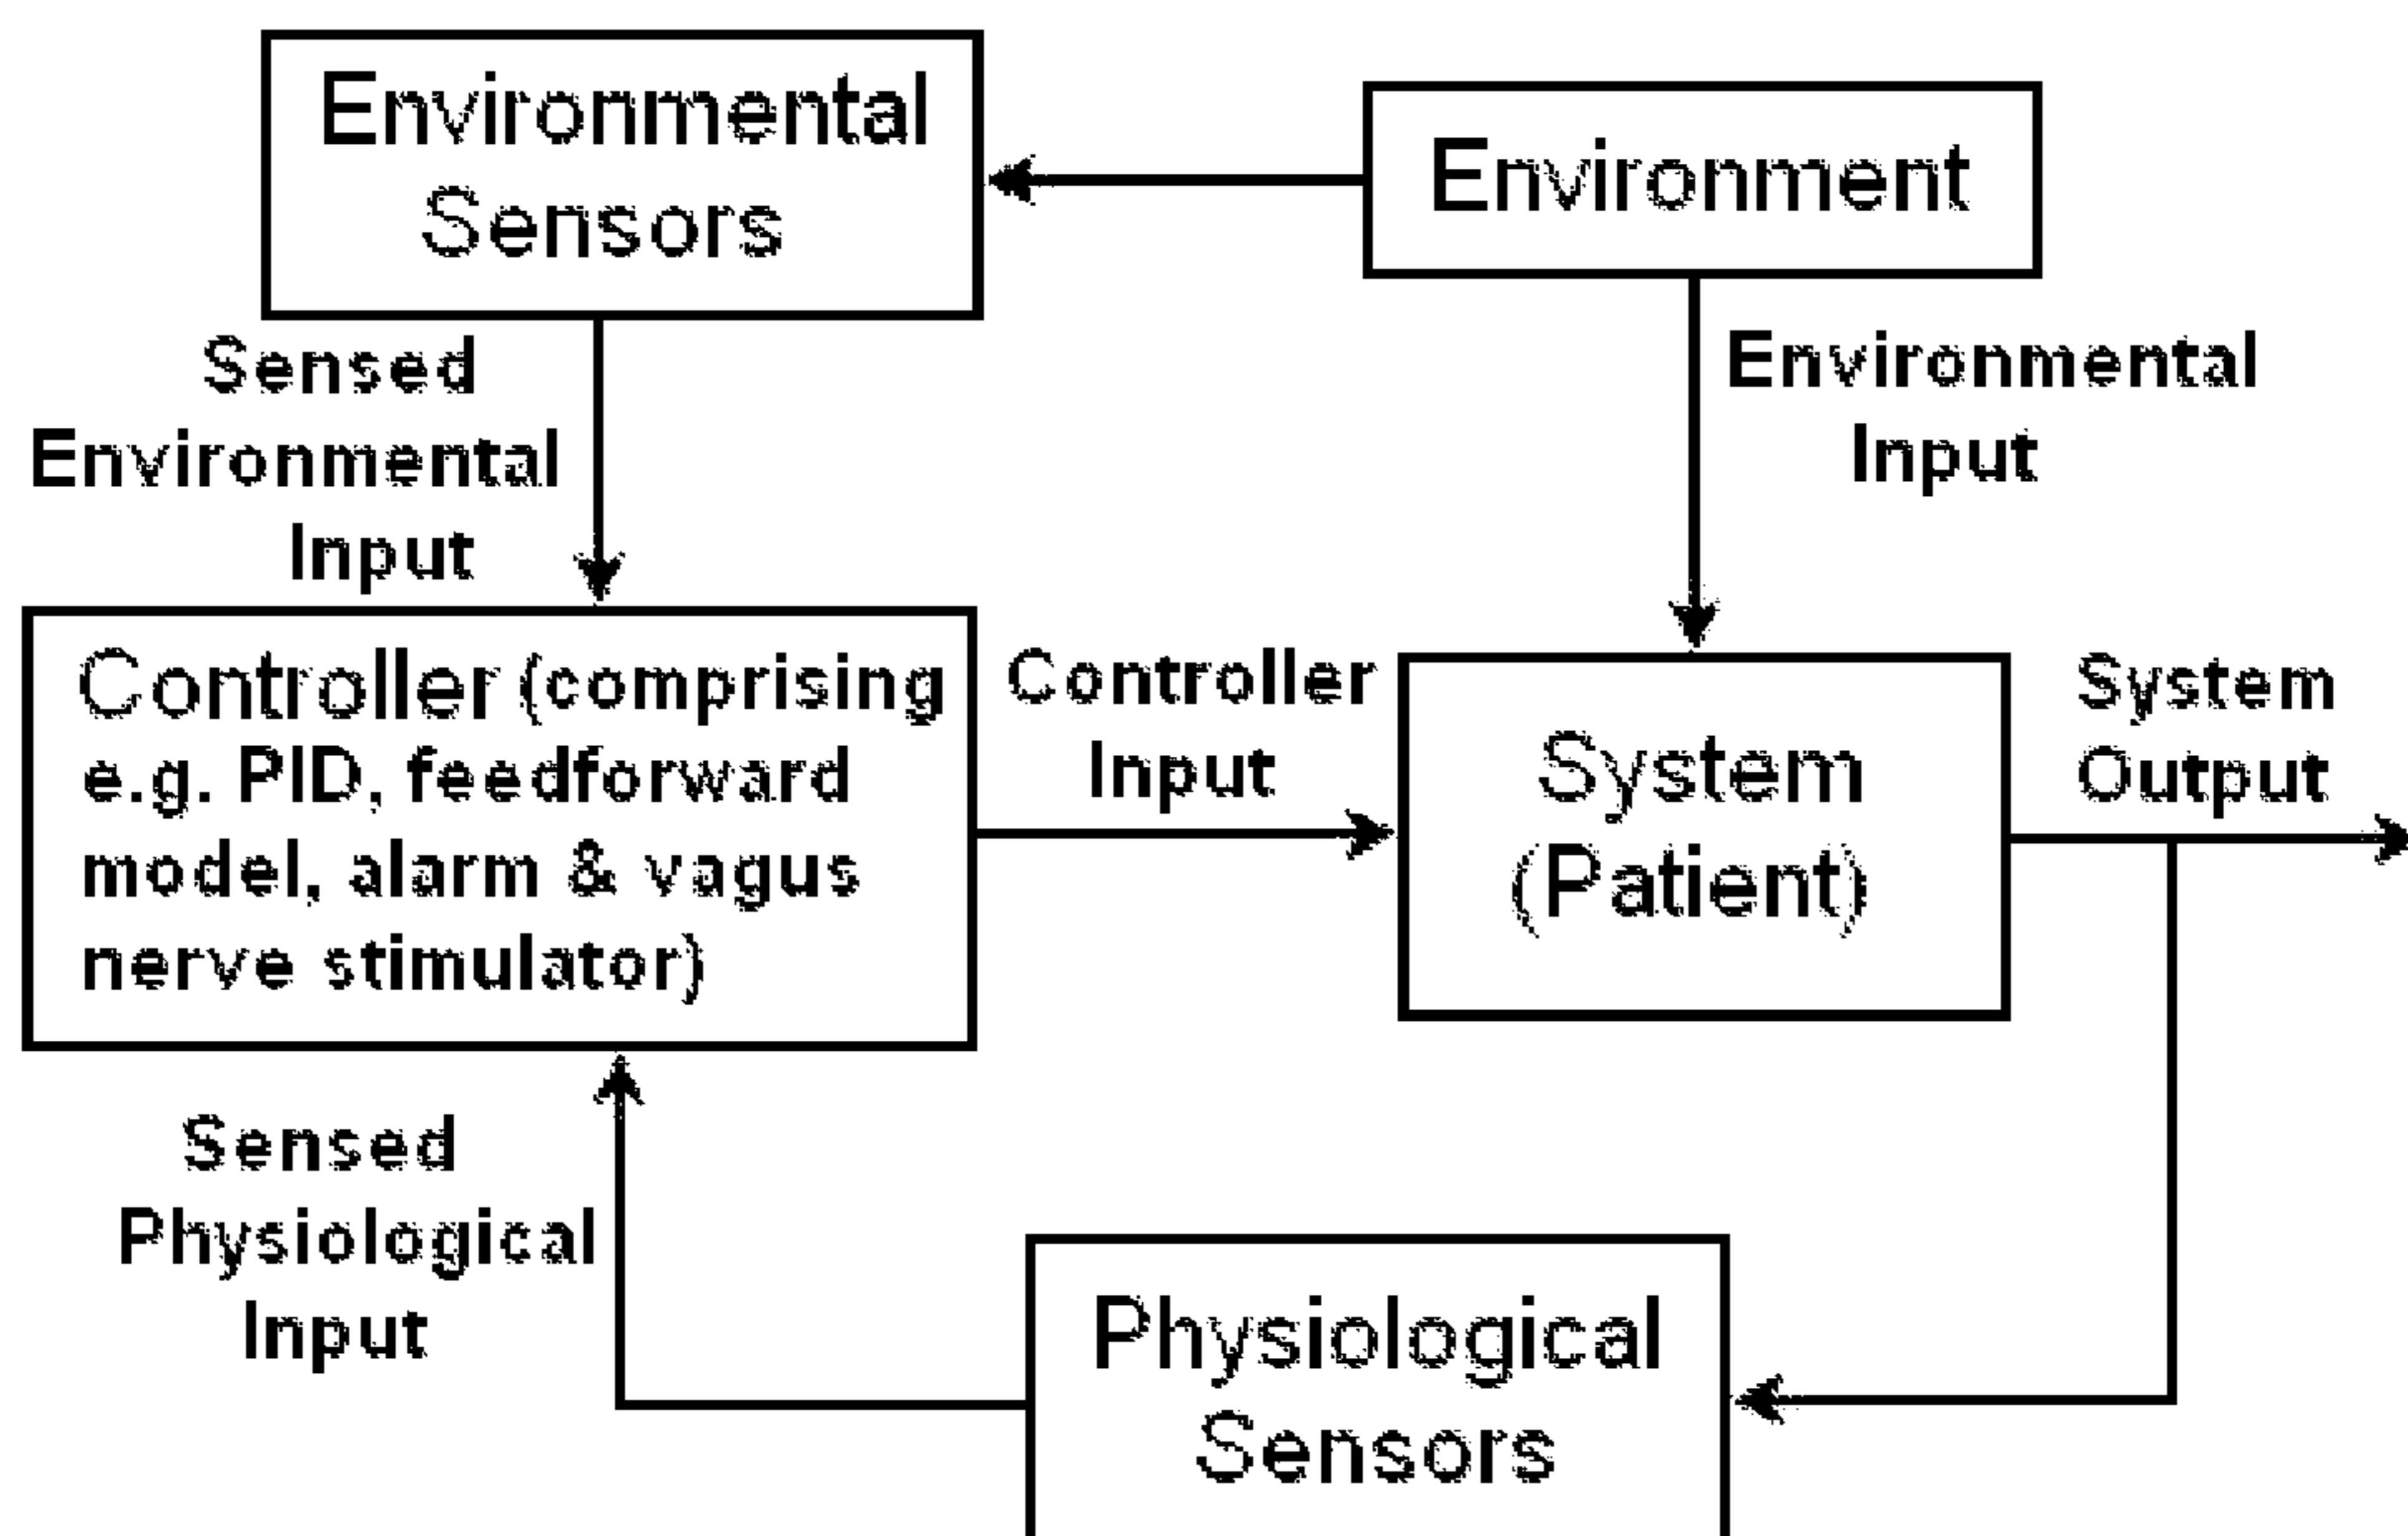 Environmental
Sensors
Environment
Sensed
Environmental
Input
Environmental
Input
Controller (comprising
e.g. PID, feedforward
model, alarm & vagus
nerve stimulator)
Controller
Input
System
(Patient)
System
Output
Sensed
Physiological
Input
Physiological
Sensors